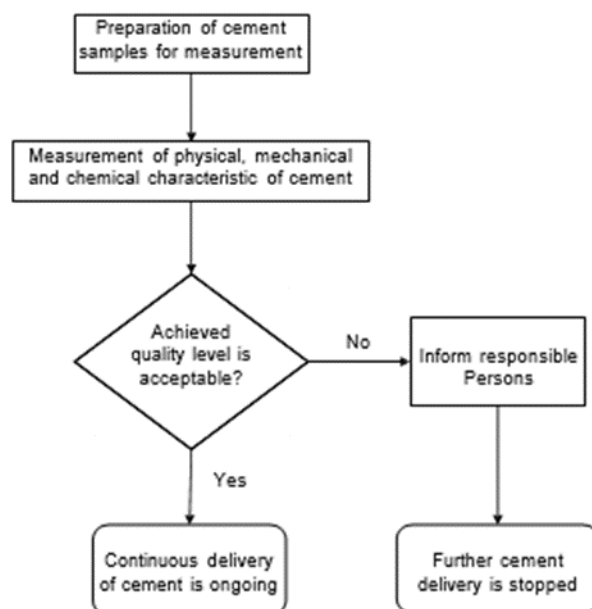 Preparation of cement
samples for measurement
Measurement of physical, mechanical
and chemical characteristic of cement
Achieved
quality level is
acceptable?
No
Inform responsible
Persons
Yes
Continuous delivery
of cement is ongoing
Further cement
delivery is stopped